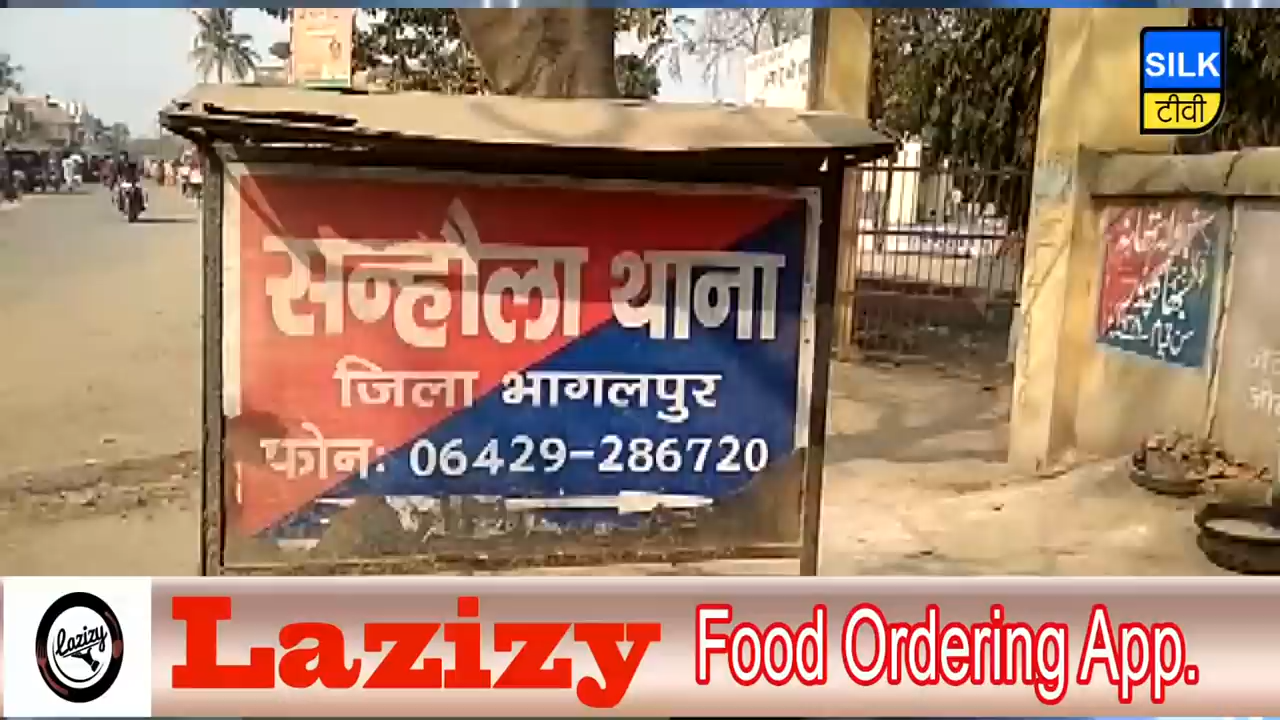 SILK
टीवी
सन्हौला थाना
जिला भागलपुर
फोन: 06429-286720
Lazizy
Lazizy Food Ordering App.